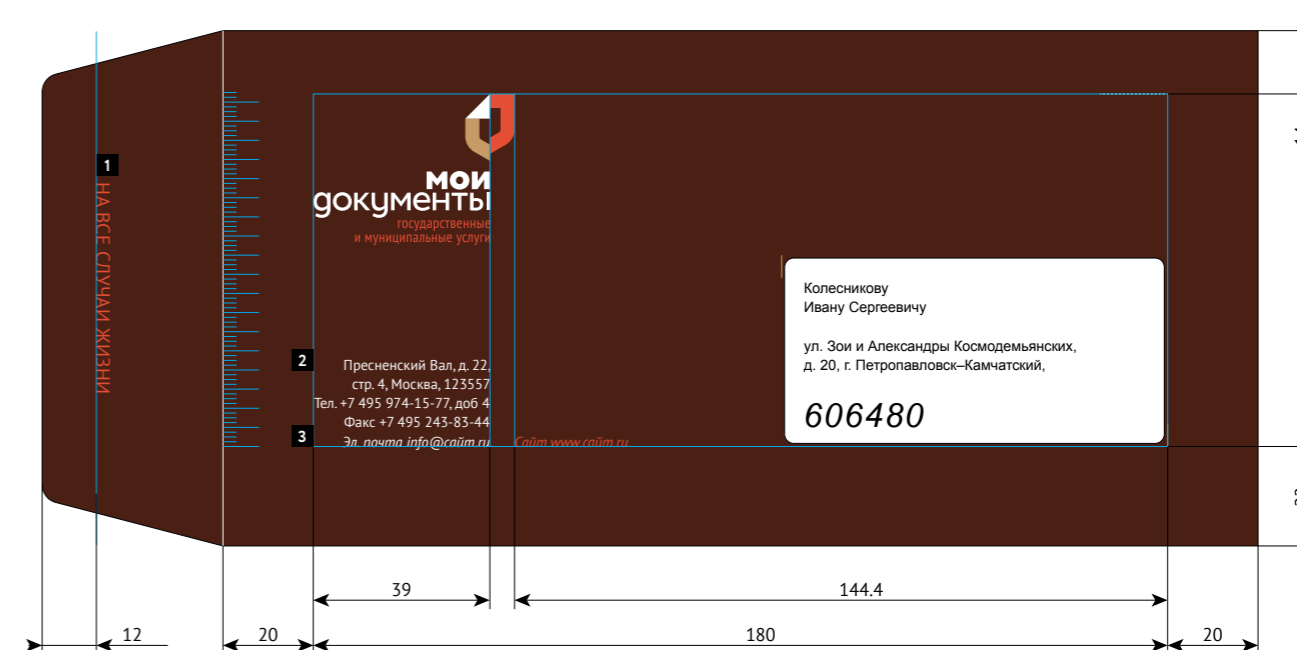 1
НА ВСЕ СЛУЧАИ ЖИЗНИ
мои
документы
государственные
и муниципальные услуги
2
Пресненский Вал, д. 22,
стр. 4, Москва, 123557
Тел. +7 495 974-15-77, доб 4
Факс +7 495 243-83-44
3
Эл. почта info@сайт.ru
Сайт www.сайт.ru
Колесникову
Ивану Сергеевичу
ул. Зои и Александры Космодемьянских,
д. 20, г. Петропавловск–Камчатский,
606480
39
144.4
12
20
180
20